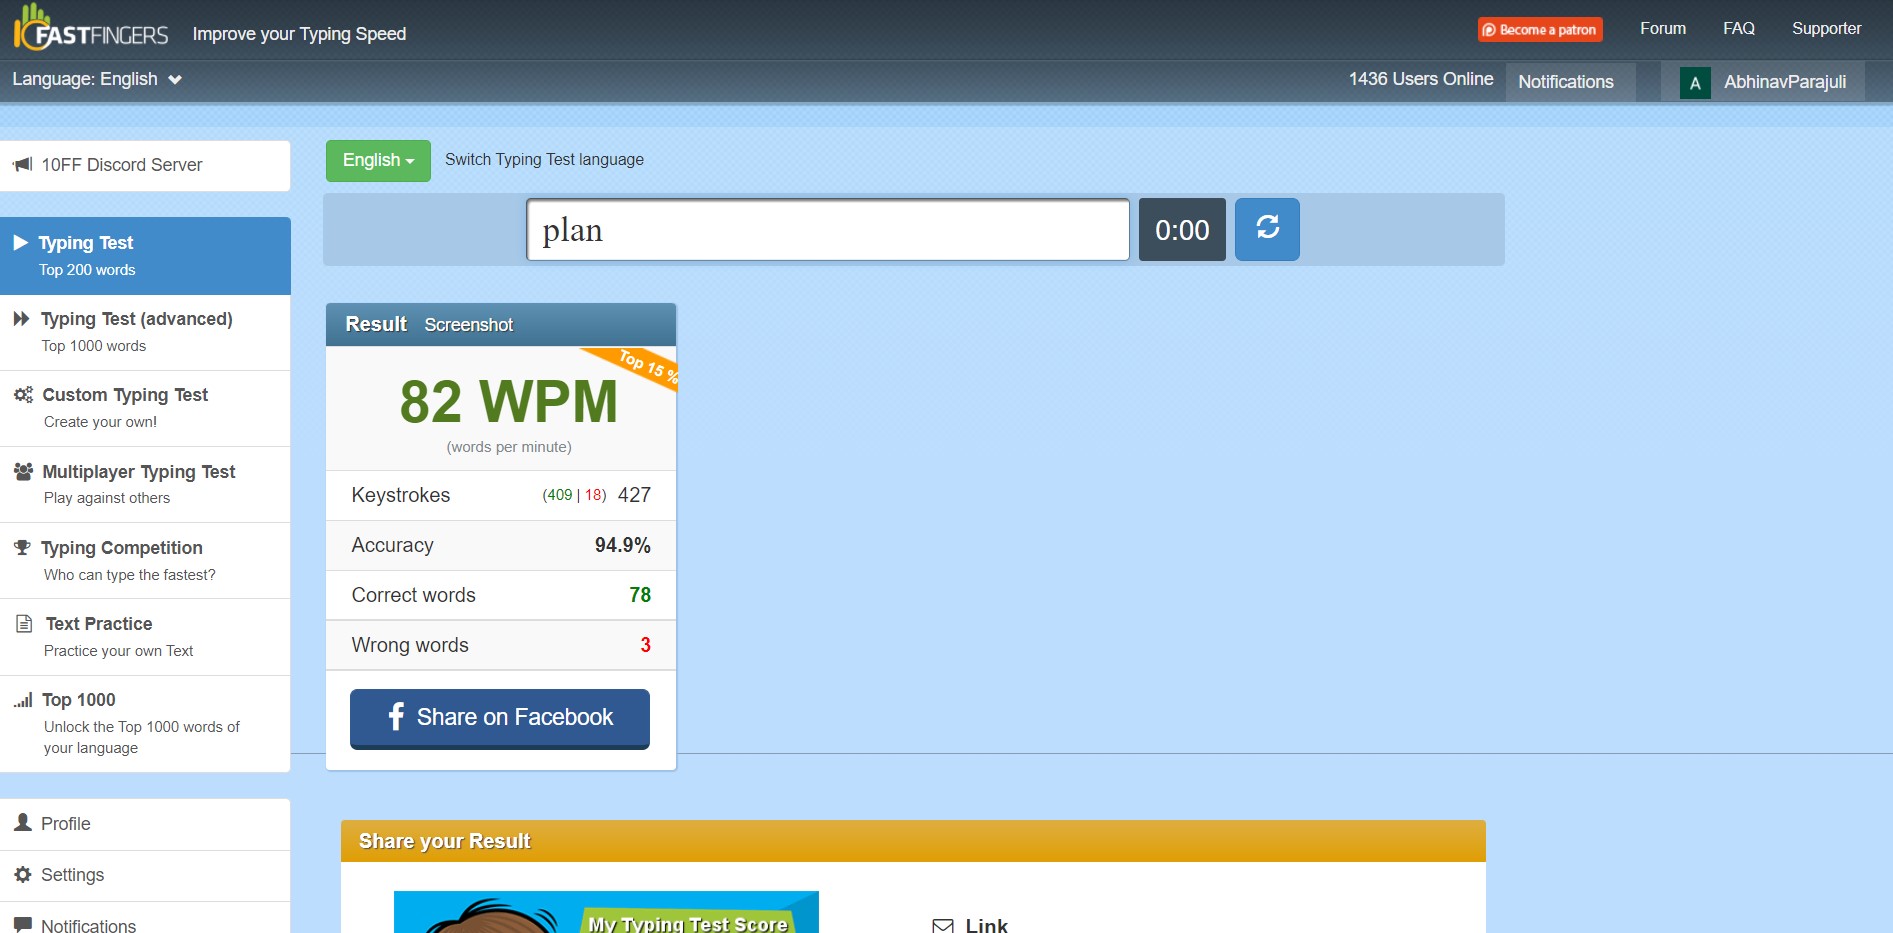 FASTFINGERS Improve your Typing Speed
Become a patron Forum FAQ Supporter
Language: English
1436 Users Online Notifications A AbhinavParajuli
10FF Discord Server
Typing Test
Top 200 words
Typing Test (advanced)
Top 1000 words
Custom Typing Test
Create your own!
Multiplayer Typing Test
Play against others
Typing Competition
Who can type the fastest?
Text Practice
Practice your own Text
Top 1000
Unlock the Top 1000 words of
your language
Profile
Settings
Notifications
English Switch Typing Test language
plan 0:00
Result Screenshot
Top 15 %
82 WPM
(words per minute)
Keystrokes (409 | 18) 427
Accuracy 94.9%
Correct words 78
Wrong words 3
Share on Facebook
Share your Result
My Typing Test Score
Link